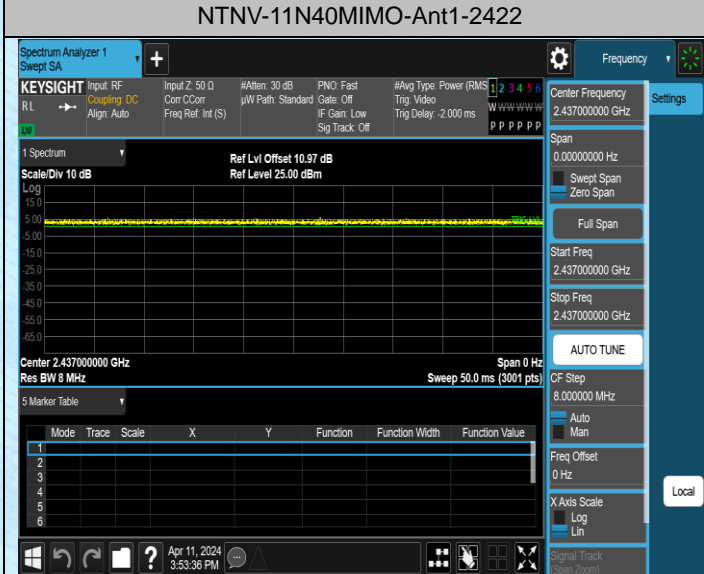 NTNV-11N40MIMO-Ant1-2422
Spectrum Analyzer 1
Swept SA
+
Frequency
KEYSIGHT
RL
LXI
Input: RF
Coupling: DC
Align: Auto
Input Z: 50 Ω
Corr CCorr
Freq Ref: Int (S)
#Atten: 30 dB
µW Path: Standard
PNO: Fast
Gate: Off
IF Gain: Low
Sig Track: Off
#Avg Type: Power (RMS
Trig: Video
Trig Delay: -2.000 ms
1 2 3 4 5 6
W W W W W W
P P P P P P
Center Frequency
2.437000000 GHz
Settings
Span
0.00000000 Hz
Swept Span
Zero Span
Full Span
Start Freq
2.437000000 GHz
Stop Freq
2.437000000 GHz
AUTO TUNE
CF Step
8.000000 MHz
Auto
Man
Freq Offset
0 Hz
X Axis Scale
Log
Lin
Signal Track
(Span Zoom)
Local
1 Spectrum
Scale/Div 10 dB
Ref Lvl Offset 10.97 dB
Ref Level 25.00 dBm
Log
15.0
5.00
-5.00
-15.0
-25.0
-35.0
-45.0
-55.0
-65.0
TRIG LVL
Center 2.437000000 GHz
Span 0 Hz
Res BW 8 MHz
Sweep 50.0 ms (3001 pts)
5 Marker Table
Mode Trace Scale X Y Function Function Width Function Value
1
2
3
4
5
6
?
Apr 11, 2024
3:53:36 PM